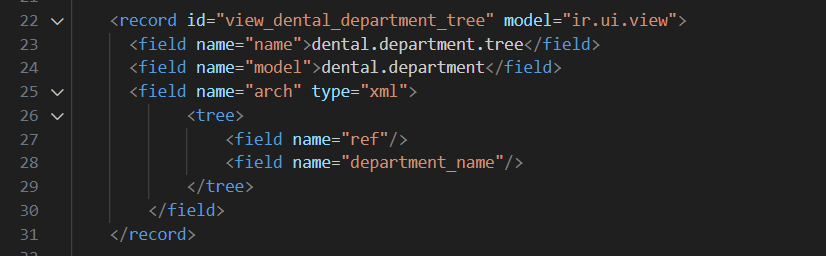 22 <record id="view_dental_department_tree" model="ir.ui.view">
23 <field name="name">dental.department.tree</field>
24 <field name="model">dental.department</field>
25 <field name="arch" type="xml">
26 <tree>
27 <field name="ref"/>
28 <field name="department_name"/>
29 </tree>
30 </field>
31 </record>